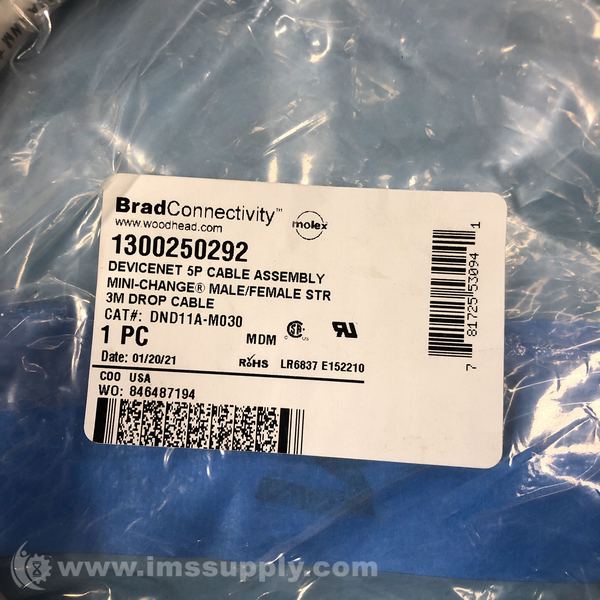 BradConnectivity™
www.woodhead.com
molex
1300250292
DEVICENET 5P CABLE ASSEMBLY
MINI-CHANGE® MALE/FEMALE STR
3M DROP CABLE
CAT#: DND11A-M030
1 PC
MDM
Date: 01/20/21
RoHS
LR6837 E152210
COO USA
WO: 846487194
7 81725 53094 1
www.imssupply.com